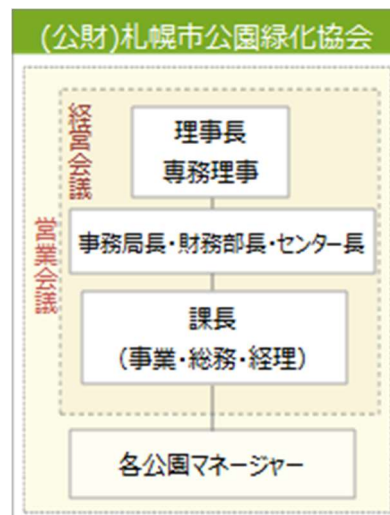 (公財)札幌市公園緑化協会
経営会議
営業会議
理事長
専務理事
事務局長・財務部長・センター長
課長
（事業・総務・経理）
各公園マネージャー